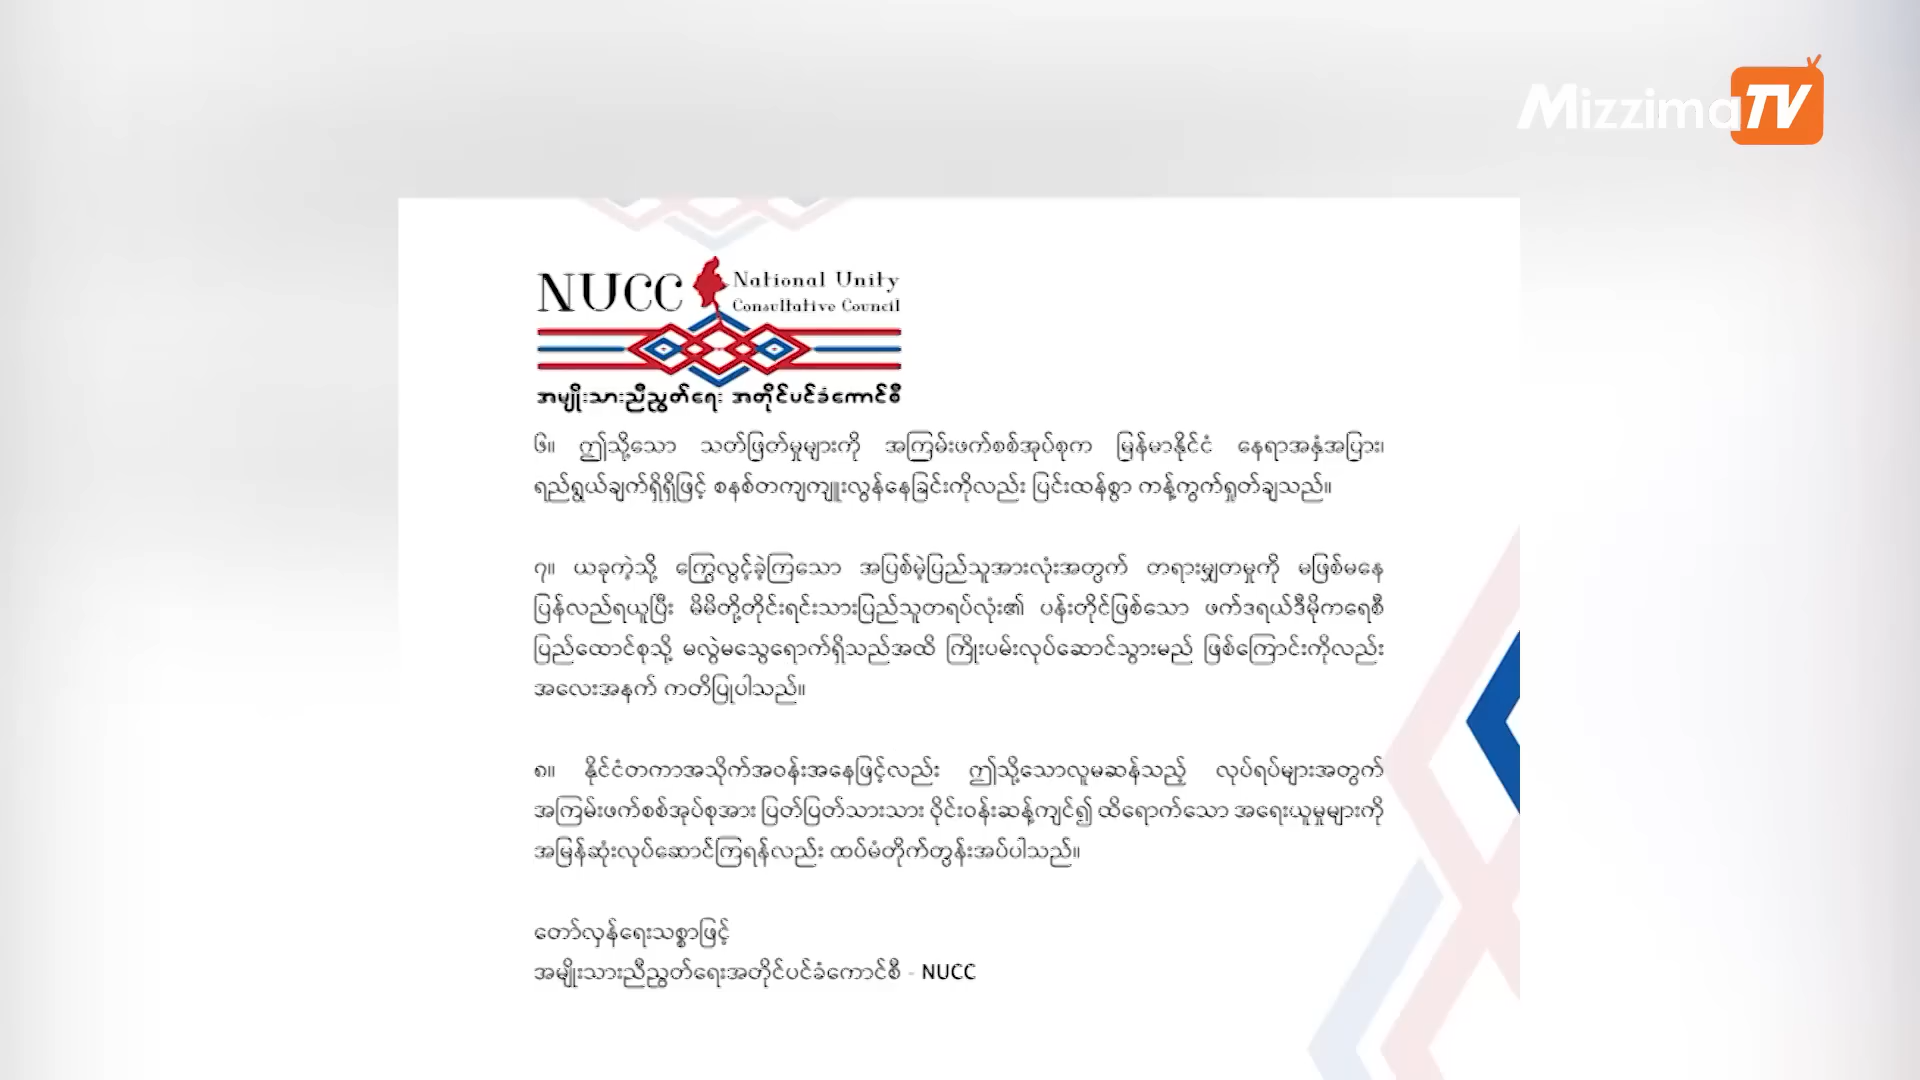 Mizzima TV
NUCC National Unity
Consultative Council
အမျိုးသားညီညွတ်ရေး အတိုင်ပင်ခံကောင်စီ
၆။ ဤသို့သော သတ်ဖြတ်မှုများကို အကြမ်းဖက်စစ်အုပ်စုက မြန်မာနိုင်ငံ နေရာအနှံအပြား၊
ရည်ရွယ်ချက်ရှိရှိဖြင့် စနစ်တကျကျူးလွန်နေခြင်းကိုလည်း ပြင်းထန်စွာ ကန့်ကွက်ရှုတ်ချသည်။
၇။ ယခုကဲ့သို့ ကြွေလွင့်ခဲ့ကြသော အပြစ်မဲ့ပြည်သူအားလုံးအတွက် တရားမျှတမှုကို မဖြစ်မနေ
ပြန်လည်ရယူပြီး မိမိတို့တိုင်းရင်းသားပြည်သူတရပ်လုံး၏ ပန်းတိုင်ဖြစ်သော ဖက်ဒရယ်ဒီမိုကရေစီ
ပြည်ထောင်စုသို့ မလွဲမသွေရောက်ရှိသည်အထိ ကြိုးပမ်းလုပ်ဆောင်သွားမည် ဖြစ်ကြောင်းကိုလည်း
အလေးအနက် ကတိပြုပါသည်။
၈။ နိုင်ငံတကာအသိုက်အဝန်းအနေဖြင့်လည်း ဤသို့သောလူမဆန်သည့် လုပ်ရပ်များအတွက်
အကြမ်းဖက်စစ်အုပ်စုအား ပြတ်ပြတ်သားသား ဝိုင်းဝန်းဆန့်ကျင်၍ ထိရောက်သော အရေးယူမှုများကို
အမြန်ဆုံးလုပ်ဆောင်ကြရန်လည်း ထပ်မံတိုက်တွန်းအပ်ပါသည်။
တော်လှန်ရေးသစ္စာဖြင့်
အမျိုးသားညီညွတ်ရေးအတိုင်ပင်ခံကောင်စီ - NUCC